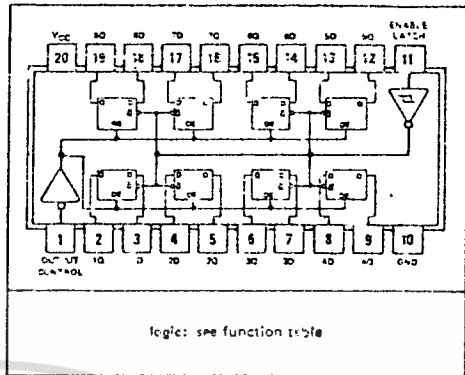 VCC 8Q 8D 7D 7Q 6Q 6D 5D 5Q ENABLE LATCH
20 19 18 17 16 15 14 13 12 11
1 2 3 4 5 6 7 8 9 10
OUTPUT CONTROL 1Q 1D 2D 2Q 3Q 3D 4D 4Q GND
logic: see function table